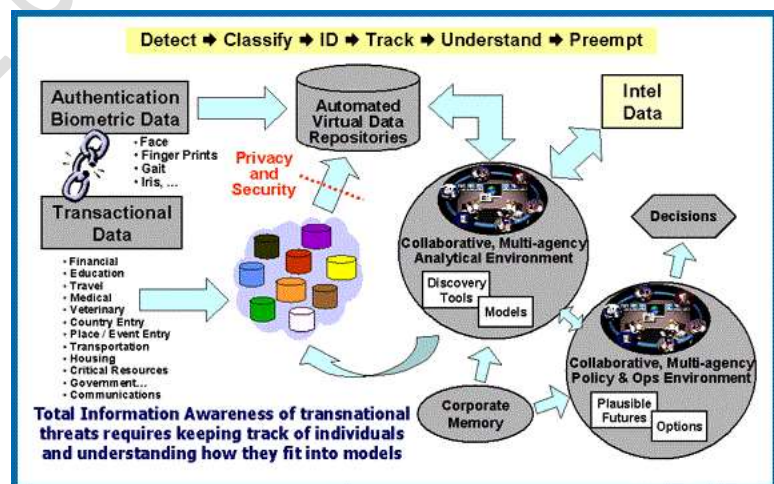 Detect ➔ Classify ➔ ID ➔ Track ➔ Understand ➔ Preempt
Authentication
Biometric Data
• Face
• Finger Prints
• Gait
• Iris, ...
Transactional
Data
• Financial
• Education
• Travel
• Medical
• Veterinary
• Country Entry
• Place / Event Entry
• Transportation
• Housing
• Critical Resources
• Government...
• Communications
Automated
Virtual Data
Repositories
Privacy
and
Security
Intel
Data
Collaborative, Multi-agency
Analytical Environment
Discovery
Tools
Models
Decisions
Collaborative, Multi-agency
Policy & Ops Environment
Plausible
Futures
Options
Corporate
Memory
Total Information Awareness of transnational
threats requires keeping track of individuals
and understanding how they fit into models